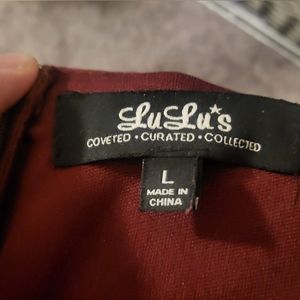 LuLu*s
COVETED • CURATED • COLLECTED
L
MADE IN
CHINA